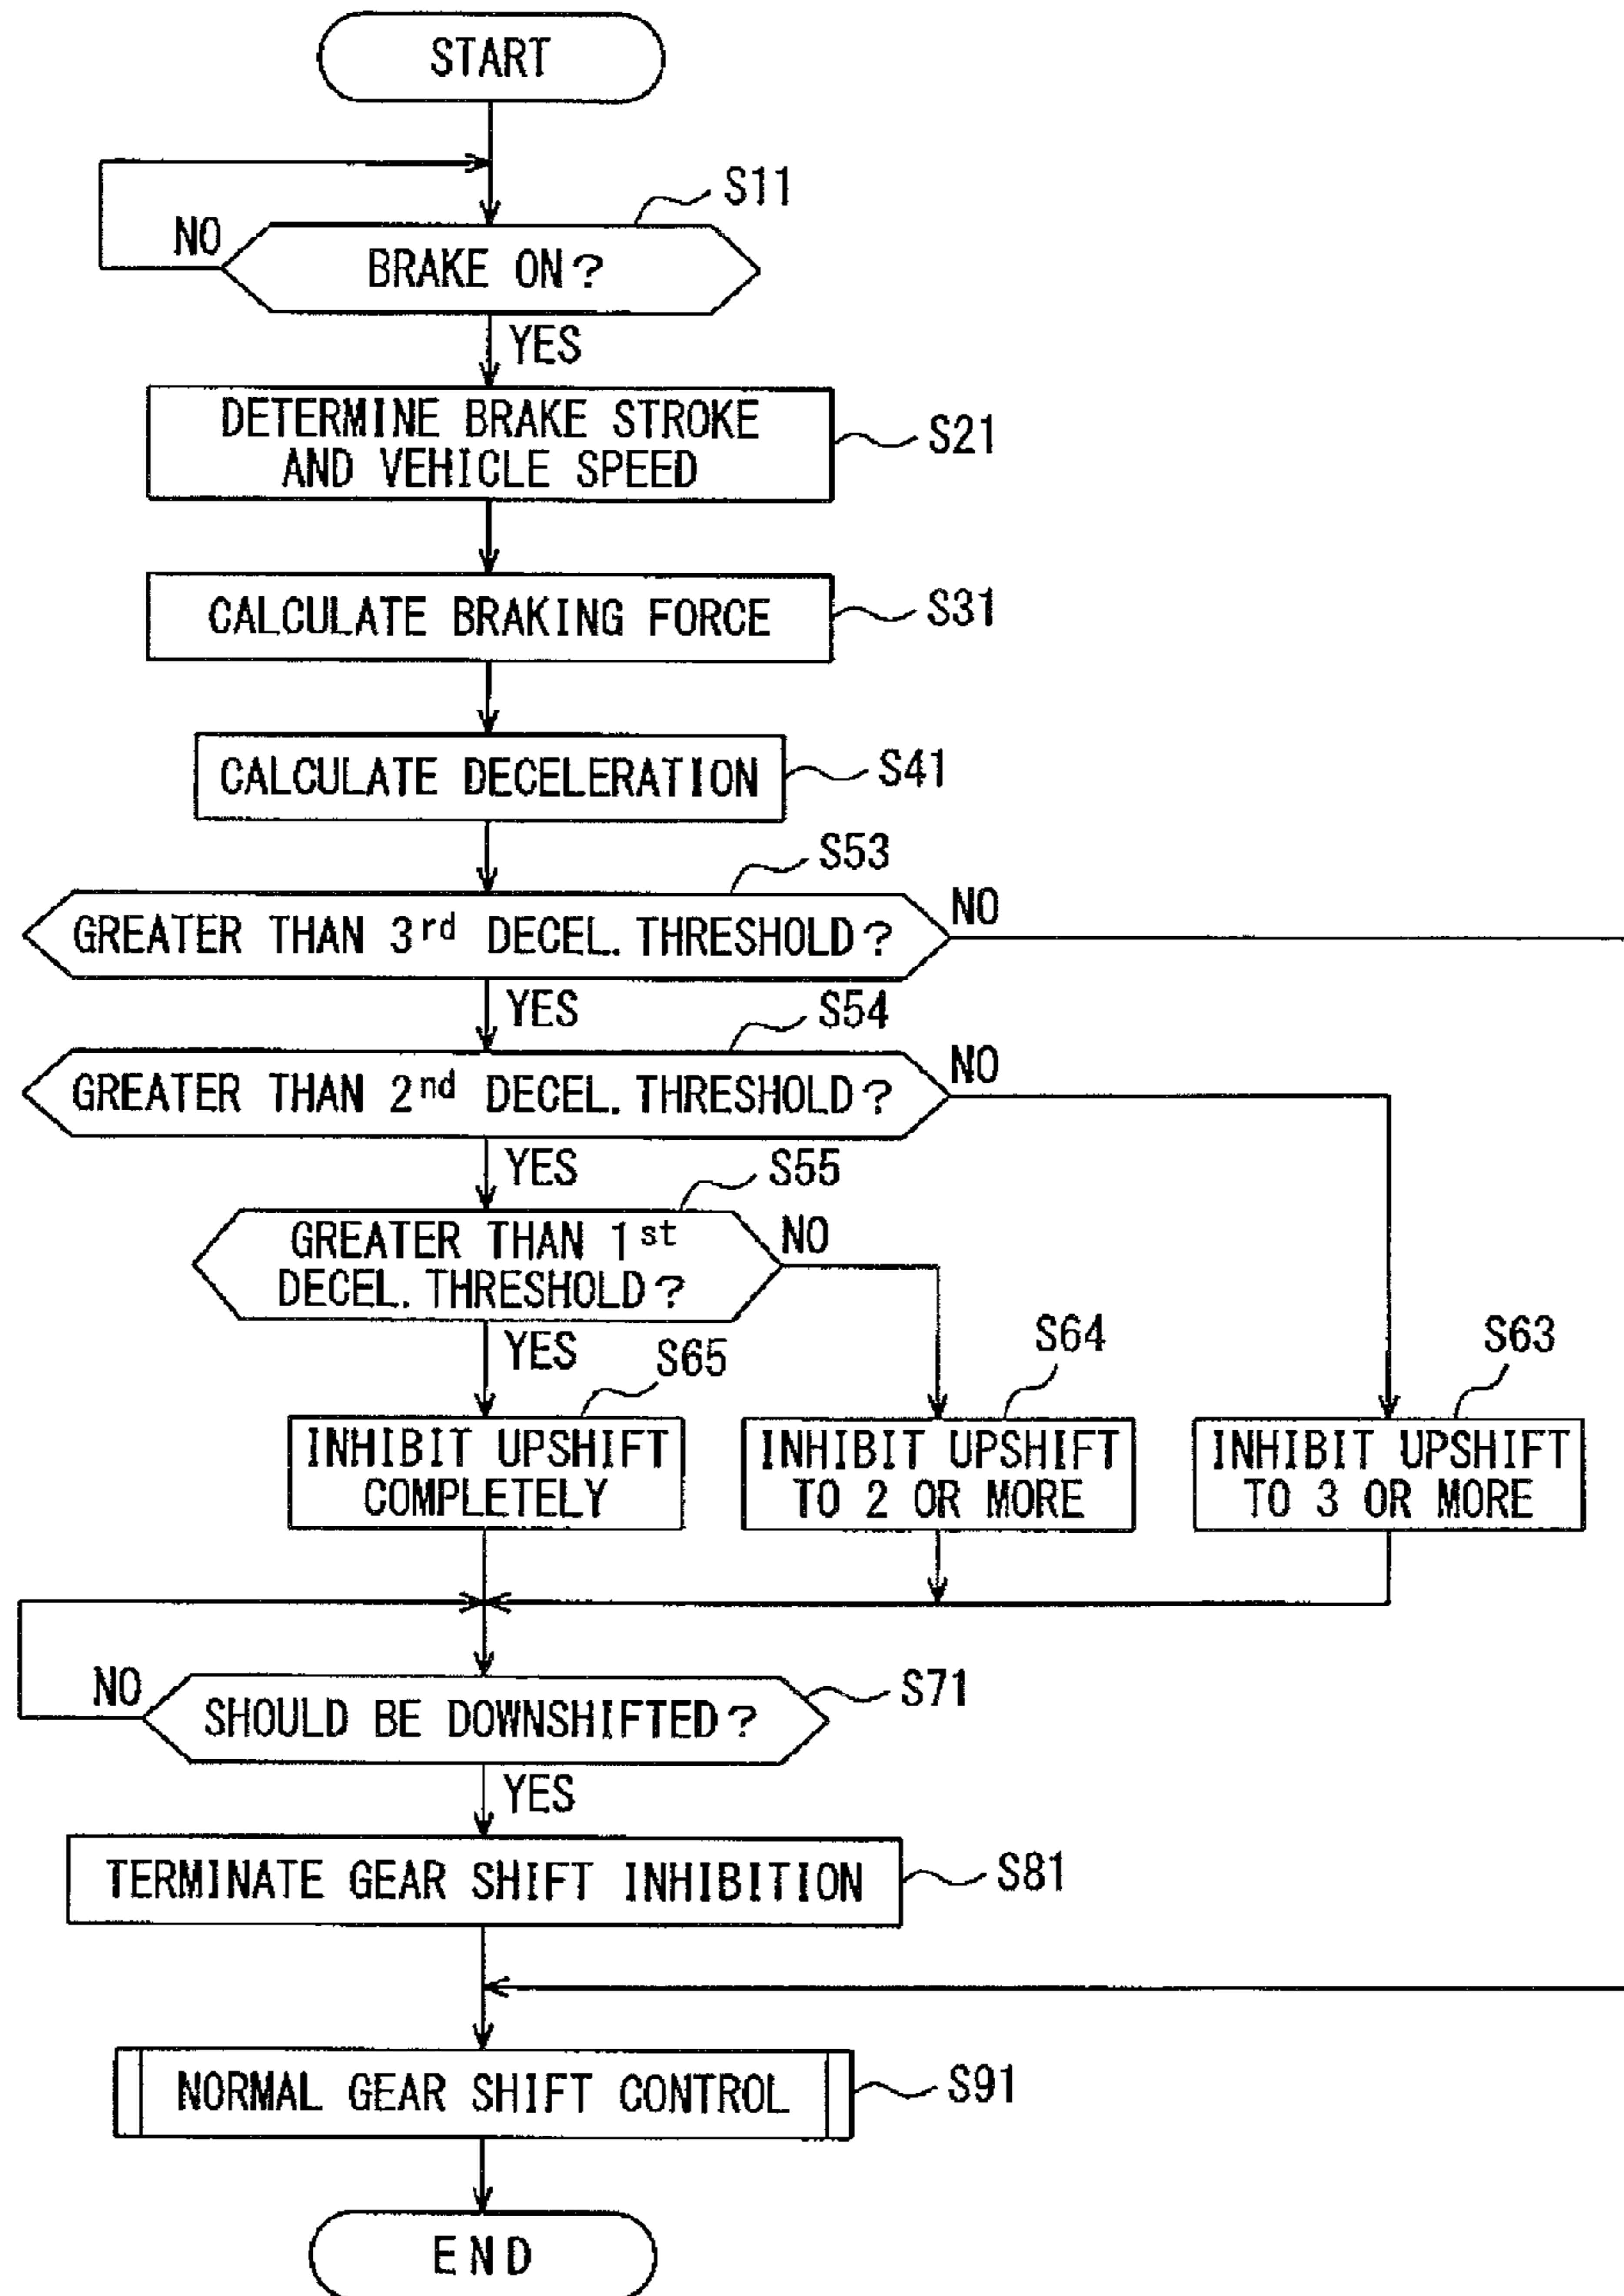 START
S11
NO
BRAKE ON?
YES
DETERMINE BRAKE STROKE
AND VEHICLE SPEED
S21
CALCULATE BRAKING FORCE
S31
CALCULATE DECELERATION
S41
S53
GREATER THAN 3rd DECEL. THRESHOLD?
NO
YES
S54
GREATER THAN 2nd DECEL. THRESHOLD?
NO
YES
S55
GREATER THAN 1st
DECEL. THRESHOLD?
NO
YES
S65
S64
S63
INHIBIT UPSHIFT
COMPLETELY
INHIBIT UPSHIFT
TO 2 OR MORE
INHIBIT UPSHIFT
TO 3 OR MORE
NO
SHOULD BE DOWNSHIFTED?
S71
YES
TERMINATE GEAR SHIFT INHIBITION
S81
NORMAL GEAR SHIFT CONTROL
S91
END